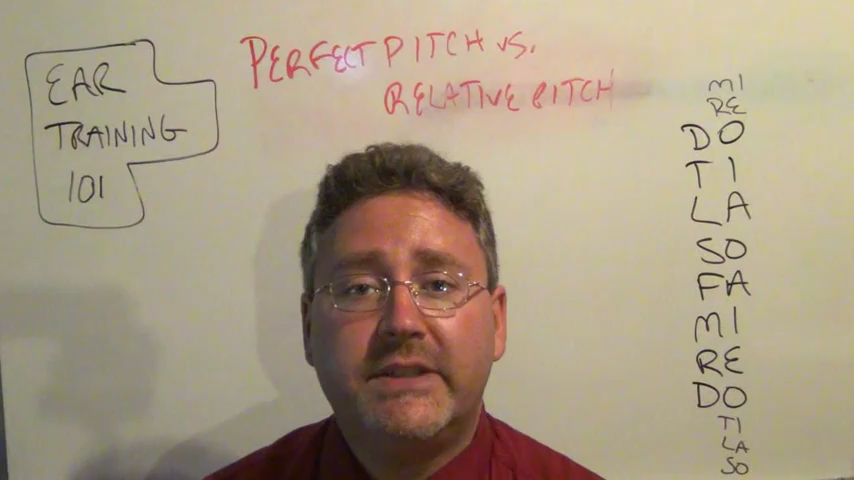 EAR
TRAINING
101
PERFECT PITCH VS.
RELATIVE PITCH
MI
RE
DO
TI
LA
SO
FA
MI
RE
DO
TI
LA
SO